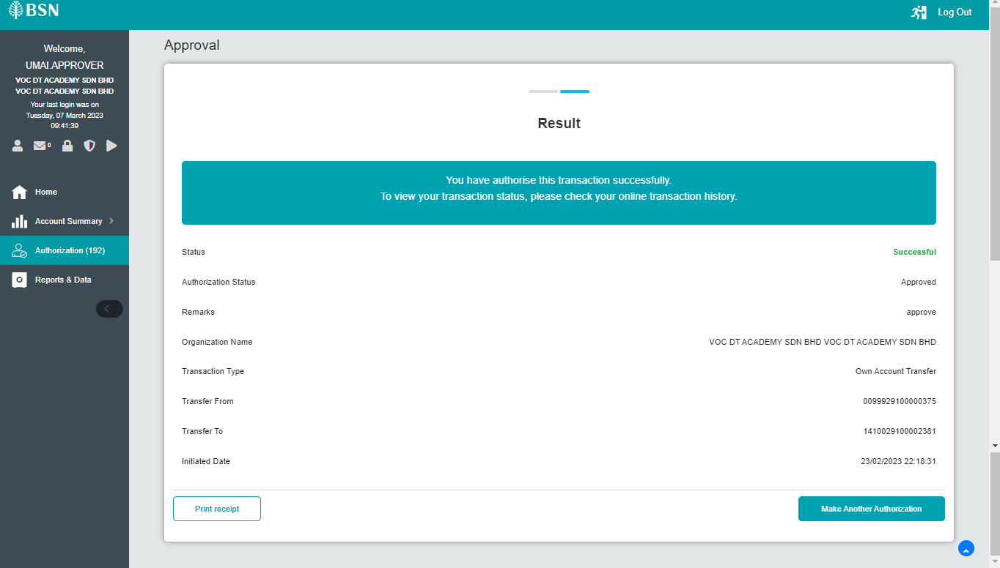 BSN
Log Out
Welcome,
UMAI.APPROVER
VOC DT ACADEMY SDN BHD
VOC DT ACADEMY SDN BHD
Your last login was on
Tuesday, 07 March 2023
09:41:39
0
Home
Account Summary
Authorization (192)
Reports & Data
Approval
Result
You have authorise this transaction successfully.
To view your transaction status, please check your online transaction history.
Status Successful
Authorization Status Approved
Remarks approve
Organization Name VOC DT ACADEMY SDN BHD VOC DT ACADEMY SDN BHD
Transaction Type Own Account Transfer
Transfer From 0099929100000375
Transfer To 1410029100002381
Initiated Date 23/02/2023 22:18:31
Print receipt Make Another Authorization